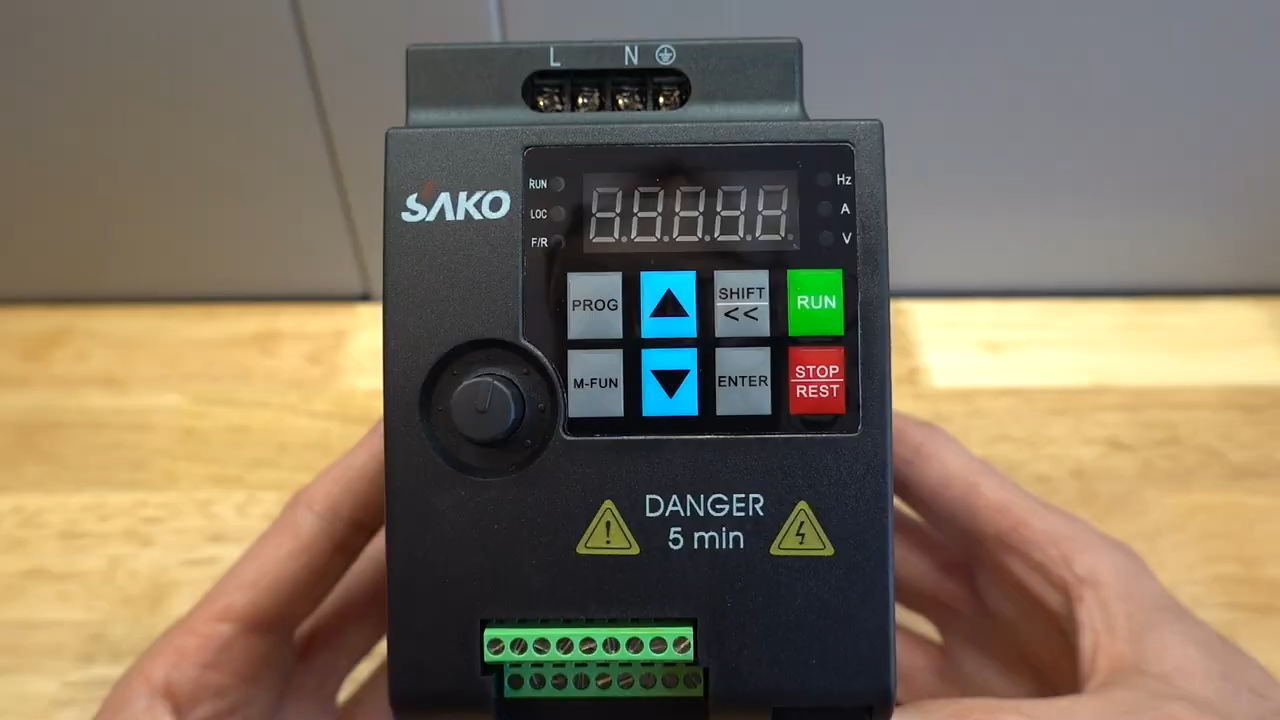 L N
SAKO
RUN
LOC
F/R
Hz
A
V
PROG
SHIFT
<<
RUN
M-FUN
ENTER
STOP
REST
DANGER
5 min